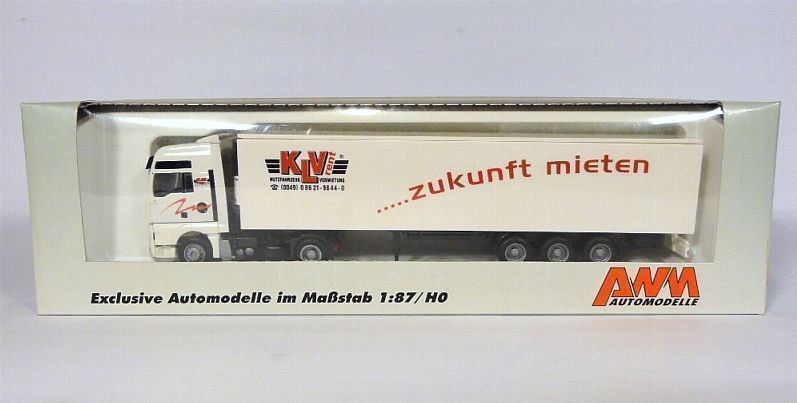 KLV rent ®
NUTZFAHRZEUG VERMIETUNG
☎ (0049) 0 86 21-98 44-0
.....zukunft mieten
Exclusive Automodelle im Maßstab 1:87/H0
AWM
AUTOMODELLE